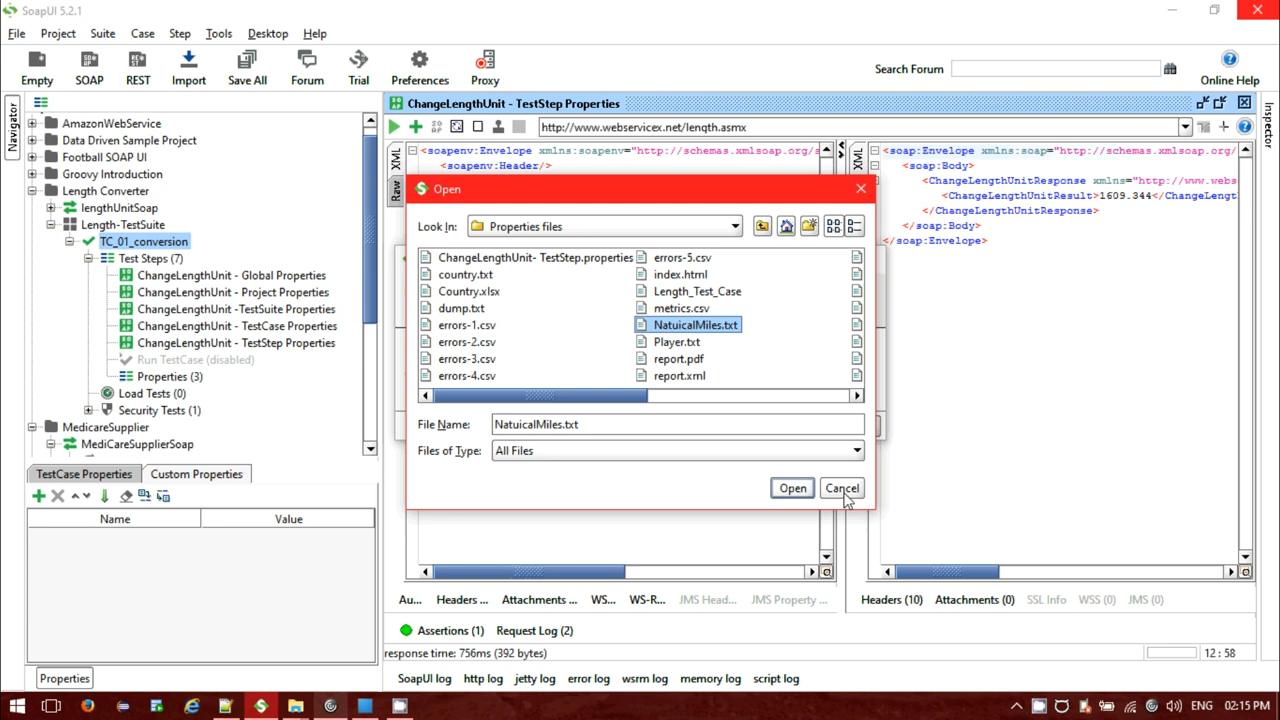 SoapUI 5.2.1
File Project Suite Case Step Tools Desktop Help
Empty SOAP REST Import Save All Forum Trial Preferences Proxy
Search Forum
Online Help
Navigator
AmazonWebService
Data Driven Sample Project
Football SOAP UI
Groovy Introduction
Length Converter
lengthUnitSoap
Length-TestSuite
TC_01_conversion
Test Steps (7)
ChangeLengthUnit - Global Properties
ChangeLengthUnit - Project Properties
ChangeLengthUnit -TestSuite Properties
ChangeLengthUnit - TestCase Properties
ChangeLengthUnit - TestStep Properties
Run TestCase (disabled)
Properties (3)
Load Tests (0)
Security Tests (1)
MedicareSupplier
MediCareSupplierSoap
TestCase Properties Custom Properties
Name Value
Properties
ChangeLengthUnit - TestStep Properties
http://www.webservicex.net/length.asmx
XML
Raw
<soapenv:Envelope xmlns:soapenv="http://schemas.xmlsoap.org/s
<soapenv:Header/>
XML
<soap:Envelope xmlns:soap="http://schemas.xmlsoap.org/
<soap:Body>
<ChangeLengthUnitResponse xmlns="http://www.webs
<ChangeLengthUnitResult>1609.344</ChangeLength
</ChangeLengthUnitResponse>
</soap:Body>
</soap:Envelope>
Inspector
Open
Look In: Properties files
ChangeLengthUnit- TestStep.properties
country.txt
Country.xlsx
dump.txt
errors-1.csv
errors-2.csv
errors-3.csv
errors-4.csv
errors-5.csv
index.html
Length_Test_Case
metrics.csv
NatuicalMiles.txt
Player.txt
report.pdf
report.xml
File Name: NatuicalMiles.txt
Files of Type: All Files
Open Cancel
Au... Headers ... Attachments ... WS... WS-R... JMS Head... JMS Property ...
Headers (10) Attachments (0) SSL Info WSS (0) JMS (0)
Assertions (1) Request Log (2)
response time: 756ms (392 bytes)
12 : 58
SoapUI log http log jetty log error log wsrm log memory log script log
ENG 02:15 PM